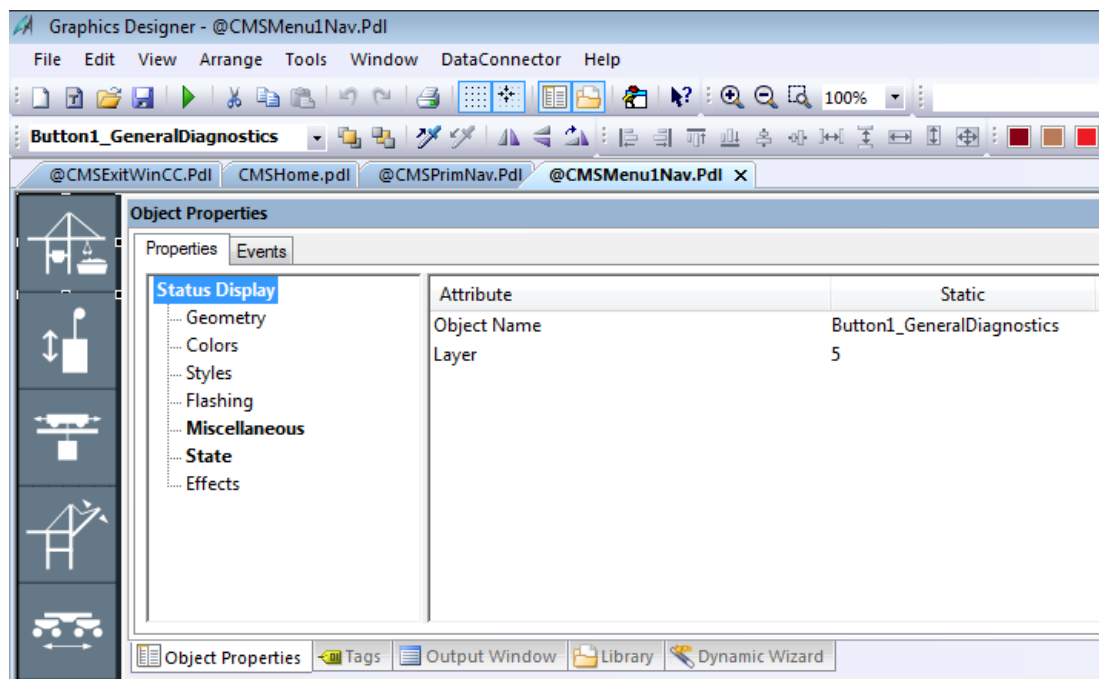 Graphics Designer - @CMSMenu1Nav.Pdl
File Edit View Arrange Tools Window DataConnector Help
100%
Button1_GeneralDiagnostics
@CMSExitWinCC.Pdl CMSHome.pdl @CMSPrimNav.Pdl @CMSMenu1Nav.Pdl X
Object Properties
Properties Events
Status Display
Geometry
Colors
Styles
Flashing
Miscellaneous
State
Effects
Attribute Static
Object Name Button1_GeneralDiagnostics
Layer 5
Object Properties Tags Output Window Library Dynamic Wizard